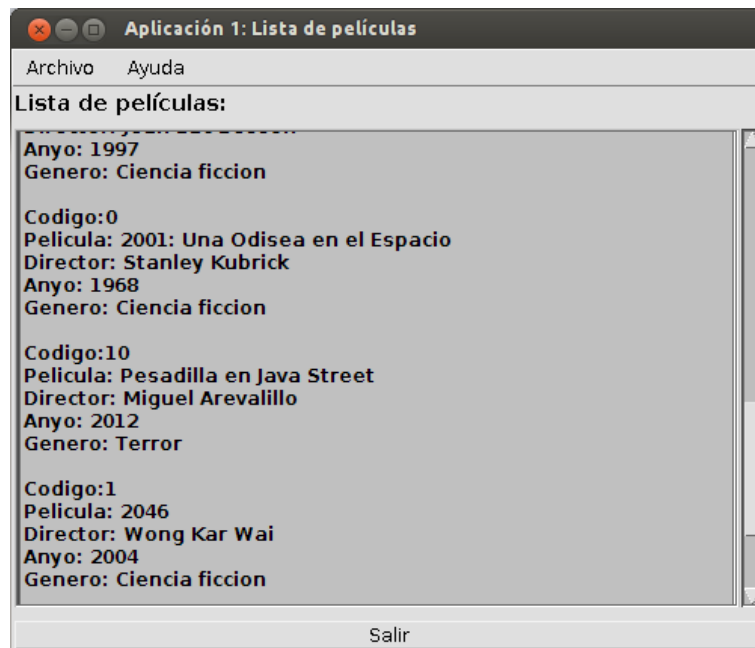 Aplicación 1: Lista de películas
Archivo Ayuda
Lista de películas:
Anyo: 1997
Genero: Ciencia ficcion
Codigo:0
Pelicula: 2001: Una Odisea en el Espacio
Director: Stanley Kubrick
Anyo: 1968
Genero: Ciencia ficcion
Codigo:10
Pelicula: Pesadilla en Java Street
Director: Miguel Arevalillo
Anyo: 2012
Genero: Terror
Codigo:1
Pelicula: 2046
Director: Wong Kar Wai
Anyo: 2004
Genero: Ciencia ficcion
Salir